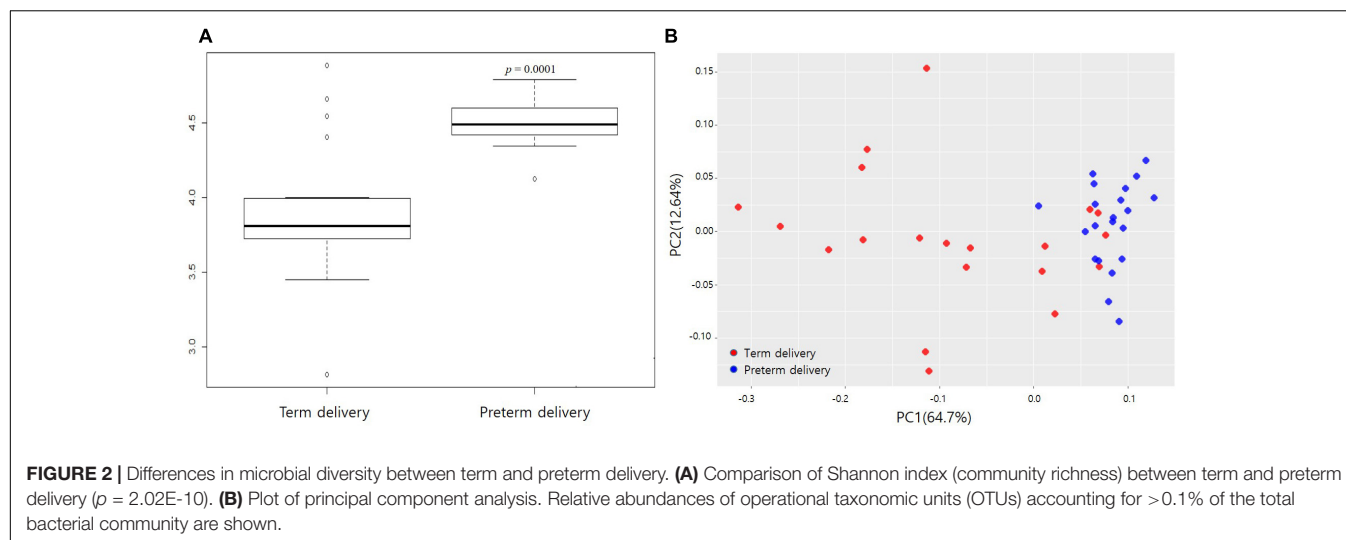 A
B
p = 0.0001
4.5
4.0
3.5
3.0
Term delivery
Preterm delivery
0.15
0.10
0.05
0.00
-0.05
-0.10
PC2(12.64%)
Term delivery
Preterm delivery
-0.3
-0.2
-0.1
0.0
0.1
PC1(64.7%)
FIGURE 2 | Differences in microbial diversity between term and preterm delivery. (A) Comparison of Shannon index (community richness) between term and preterm
delivery (p = 2.02E-10). (B) Plot of principal component analysis. Relative abundances of operational taxonomic units (OTUs) accounting for >0.1% of the total
bacterial community are shown.